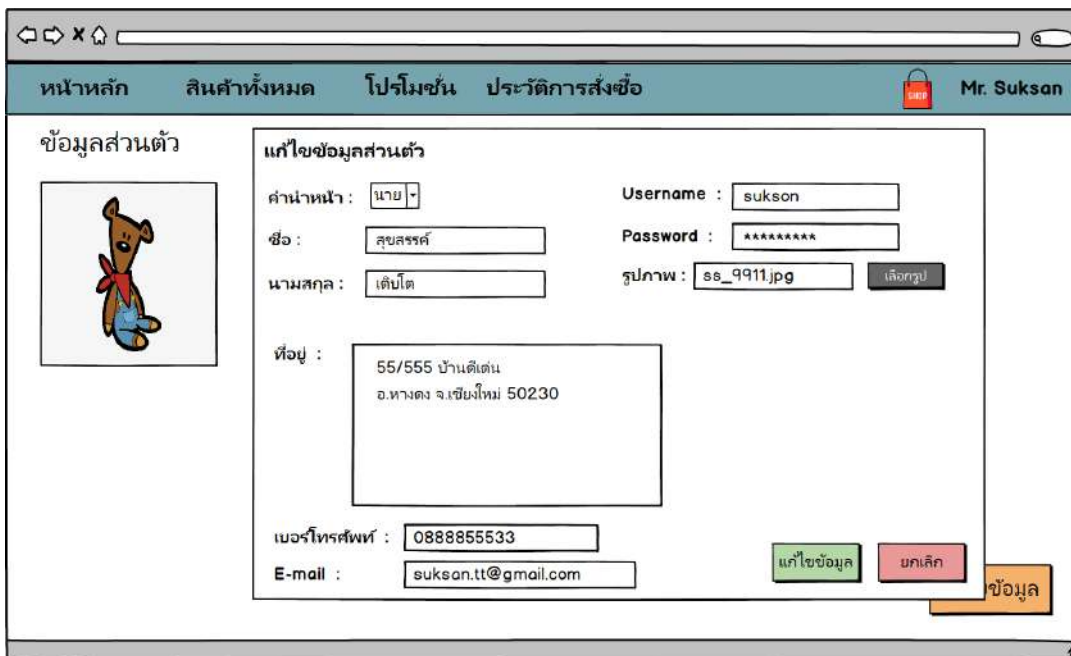 หน้าหลัก สินค้าทั้งหมด โปรโมชั่น ประวัติการสั่งซื้อ SHOP Mr. Suksan
ข้อมูลส่วนตัว
แก้ไขข้อมูลส่วนตัว
คำนำหน้า : นาย
Username : sukson
ชื่อ : สุขสรรค์
Password : *********
นามสกุล : เติบโต
รูปภาพ : ss_9911.jpg เลือกรูป
ที่อยู่ :
55/555 บ้านดีเด่น
อ.หางดง จ.เชียงใหม่ 50230
เบอร์โทรศัพท์ : 0888855533
E-mail : suksan.tt@gmail.com
แก้ไขข้อมูล ยกเลิก
ข้อมูล